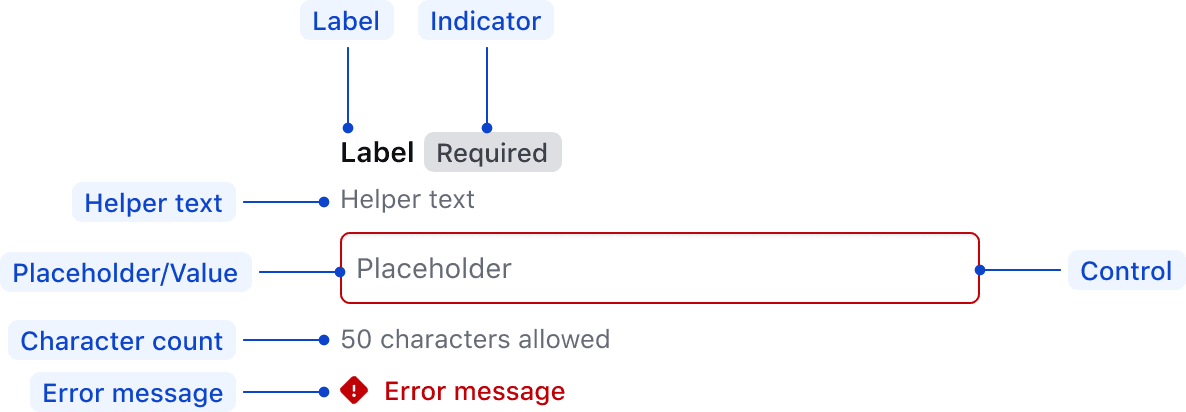 Label Indicator
Label Required
Helper text Helper text
Placeholder/Value Placeholder Control
Character count 50 characters allowed
Error message ! Error message